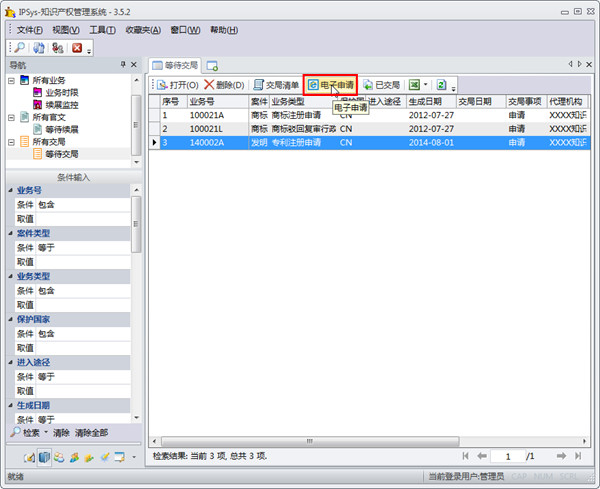 IPSys-知识产权管理系统 - 3.5.2
文件(F) 视图(V) 工具(T) 收藏夹(A) 窗口(W) 帮助(H)
导航
所有业务
业务时限
续展监控
所有官文
等待续展
所有交局
等待交局
条件输入
业务号
条件 包含
取值
案件类型
条件 等于
取值
业务类型
条件 包含
取值
保护国家
条件 包含
取值
进入途径
条件 等于
取值
生成日期
条件 等于
检索 清除 清除全部
等待交局
打开(O) 删除(D) 交局清单 电子申请 已交局
序号 业务号 案件 业务类型 进入途径 生成日期 交局日期 交局事项 代理机构
电子申请
1 100021A 商标 商标注册申请 CN 2012-07-27 申请 XXXX知识
2 100021L 商标 商标驳回复审行政 CN 2012-07-27 申请 XXXX知识
3 140002A 发明 专利注册申请 CN 2014-08-01 申请 XXXX知识
检索结果: 当前 3 项, 总共 3 项. 1 /1
就绪 当前登录用户:管理员 CAP NUM SCRL